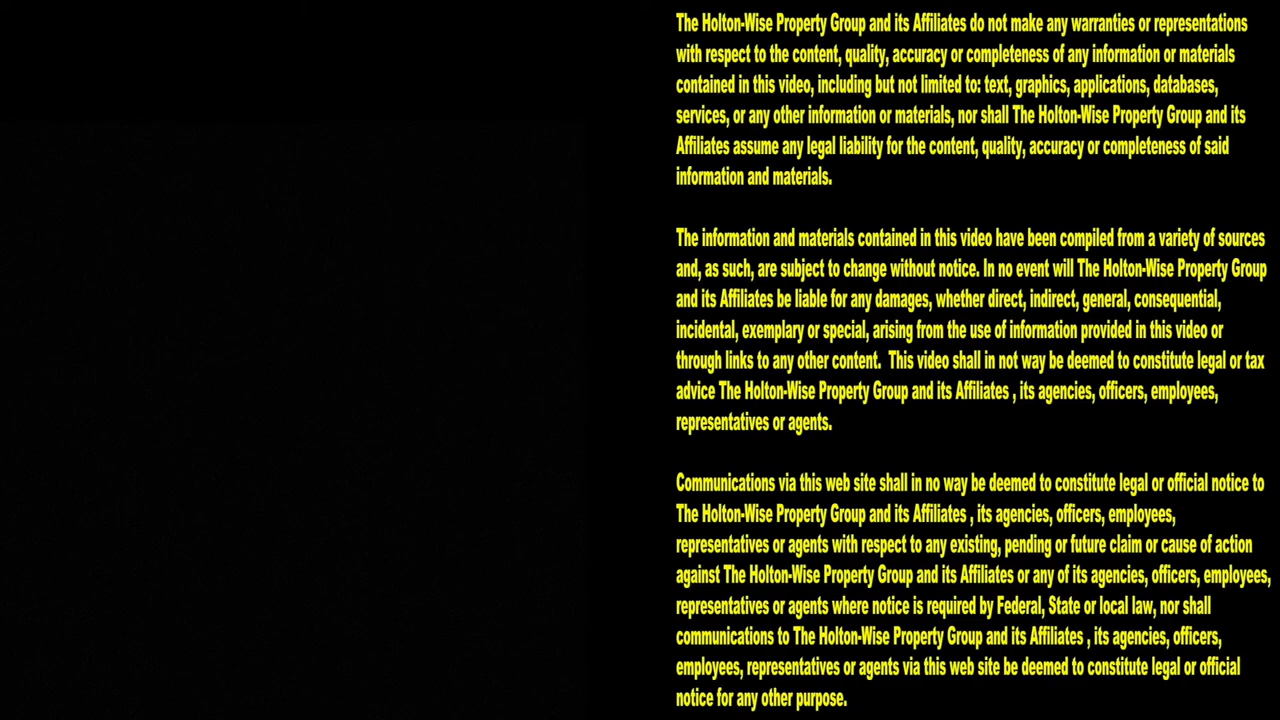 The Holton-Wise Property Group and its Affiliates do not make any warranties or representations
with respect to the content, quality, accuracy or completeness of any information or materials
contained in this video, including but not limited to: text, graphics, applications, databases,
services, or any other information or materials, nor shall The Holton-Wise Property Group and its
Affiliates assume any legal liability for the content, quality, accuracy or completeness of said
information and materials.
The information and materials contained in this video have been compiled from a variety of sources
and, as such, are subject to change without notice. In no event will The Holton-Wise Property Group
and its Affiliates be liable for any damages, whether direct, indirect, general, consequential,
incidental, exemplary or special, arising from the use of information provided in this video or
through links to any other content.  This video shall in not way be deemed to constitute legal or tax
advice The Holton-Wise Property Group and its Affiliates , its agencies, officers, employees,
representatives or agents.
Communications via this web site shall in no way be deemed to constitute legal or official notice to
The Holton-Wise Property Group and its Affiliates , its agencies, officers, employees,
representatives or agents with respect to any existing, pending or future claim or cause of action
against The Holton-Wise Property Group and its Affiliates or any of its agencies, officers, employees,
representatives or agents where notice is required by Federal, State or local law, nor shall
communications to The Holton-Wise Property Group and its Affiliates , its agencies, officers,
employees, representatives or agents via this web site be deemed to constitute legal or official
notice for any other purpose.